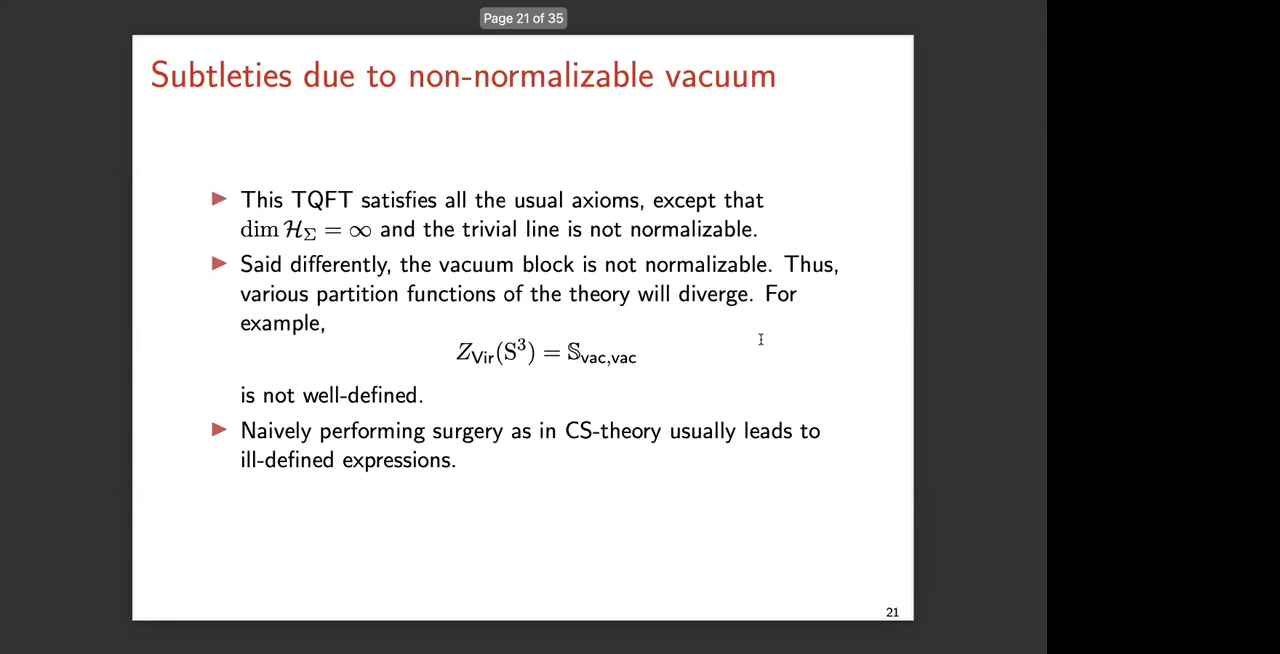 Page 21 of 35
Subtleties due to non-normalizable vacuum
▶ This TQFT satisfies all the usual axioms, except that
dim ℋ_Σ = ∞ and the trivial line is not normalizable.
▶ Said differently, the vacuum block is not normalizable. Thus,
various partition functions of the theory will diverge. For
example,
Z_Vir(S³) = 𝕊_vac,vac
is not well-defined.
▶ Naively performing surgery as in CS-theory usually leads to
ill-defined expressions.
21